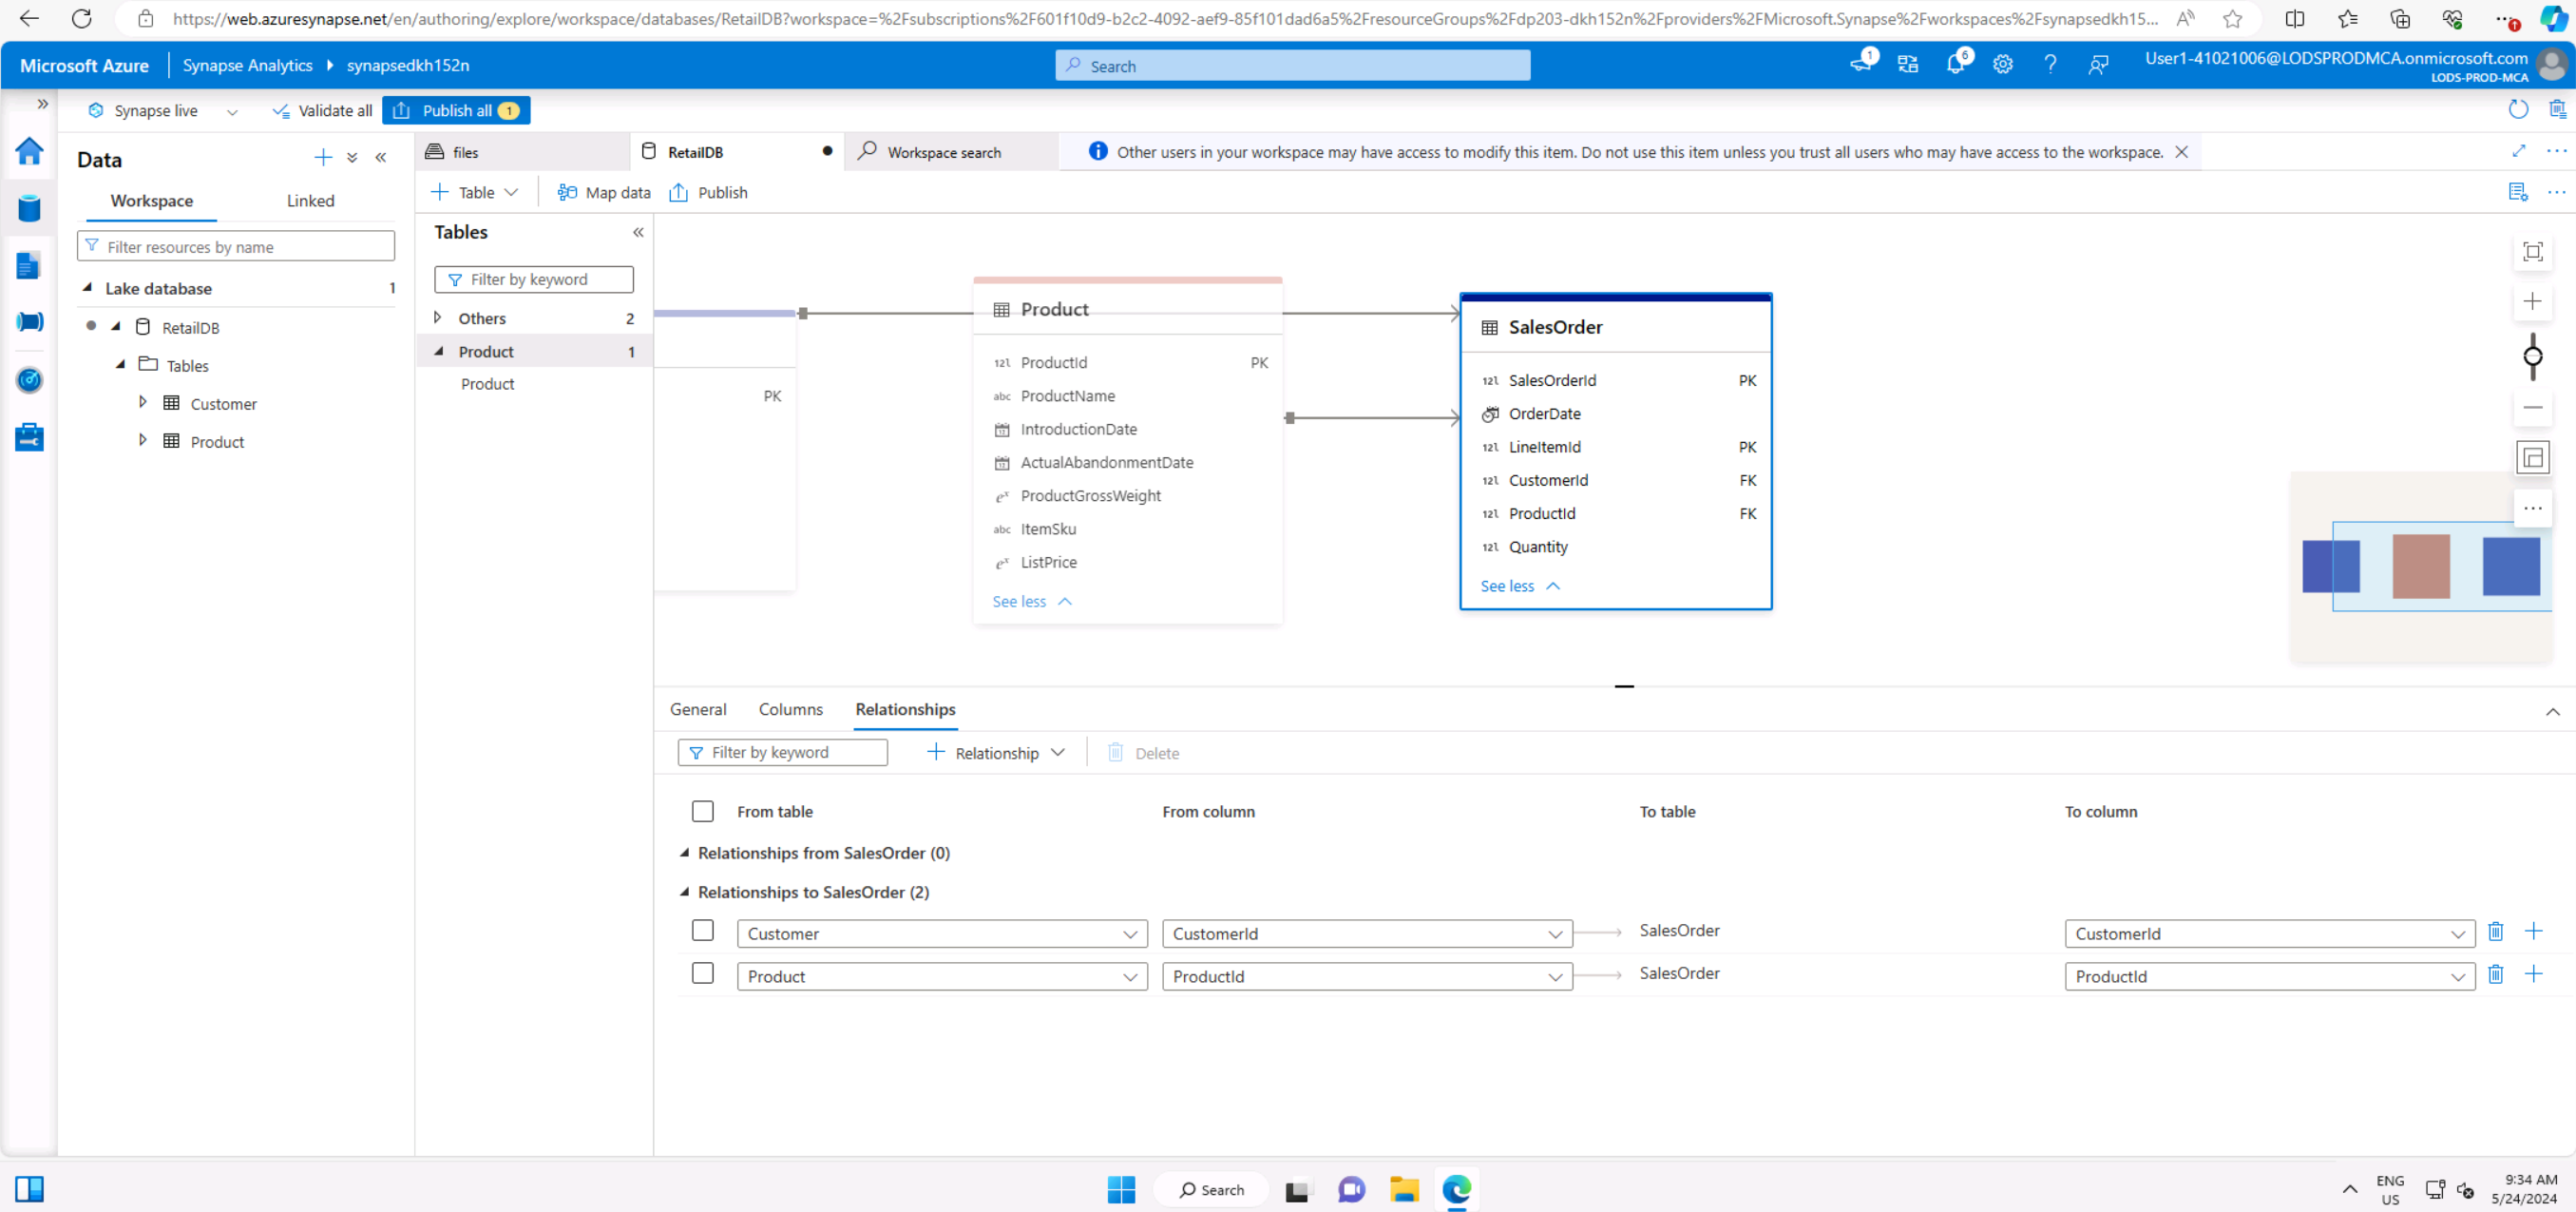 https://web.azuresynapse.net/en/authoring/explore/workspace/databases/RetailDB?workspace=%2Fsubscriptions%2F601f10d9-b2c2-4092-aef9-85f101dad6a5%2FresourceGroups%2Fdp203-dkh152n%2Fproviders%2FMicrosoft.Synapse%2Fworkspaces%2Fsynapsedkh15...
Microsoft Azure
Synapse Analytics
synapsedkh152n
Search
1
6
User1-41021006@LODSPRODMCA.onmicrosoft.com
LODS-PROD-MCA
Synapse live
Validate all
Publish all 1
Data
Workspace
Linked
Filter resources by name
Lake database 1
RetailDB
Tables
Customer
Product
files
RetailDB
Workspace search
Other users in your workspace may have access to modify this item. Do not use this item unless you trust all users who may have access to the workspace.
Table
Map data
Publish
Tables
Filter by keyword
Others 2
Product 1
Product
PK
Product
ProductId PK
ProductName
IntroductionDate
ActualAbandonmentDate
ProductGrossWeight
ItemSku
ListPrice
See less
SalesOrder
SalesOrderId PK
OrderDate
LineItemId PK
CustomerId FK
ProductId FK
Quantity
See less
General
Columns
Relationships
Filter by keyword
Relationship
Delete
From table
From column
To table
To column
Relationships from SalesOrder (0)
Relationships to SalesOrder (2)
Customer
CustomerId
SalesOrder
CustomerId
Product
ProductId
SalesOrder
ProductId
Search
ENG
US
9:34 AM
5/24/2024